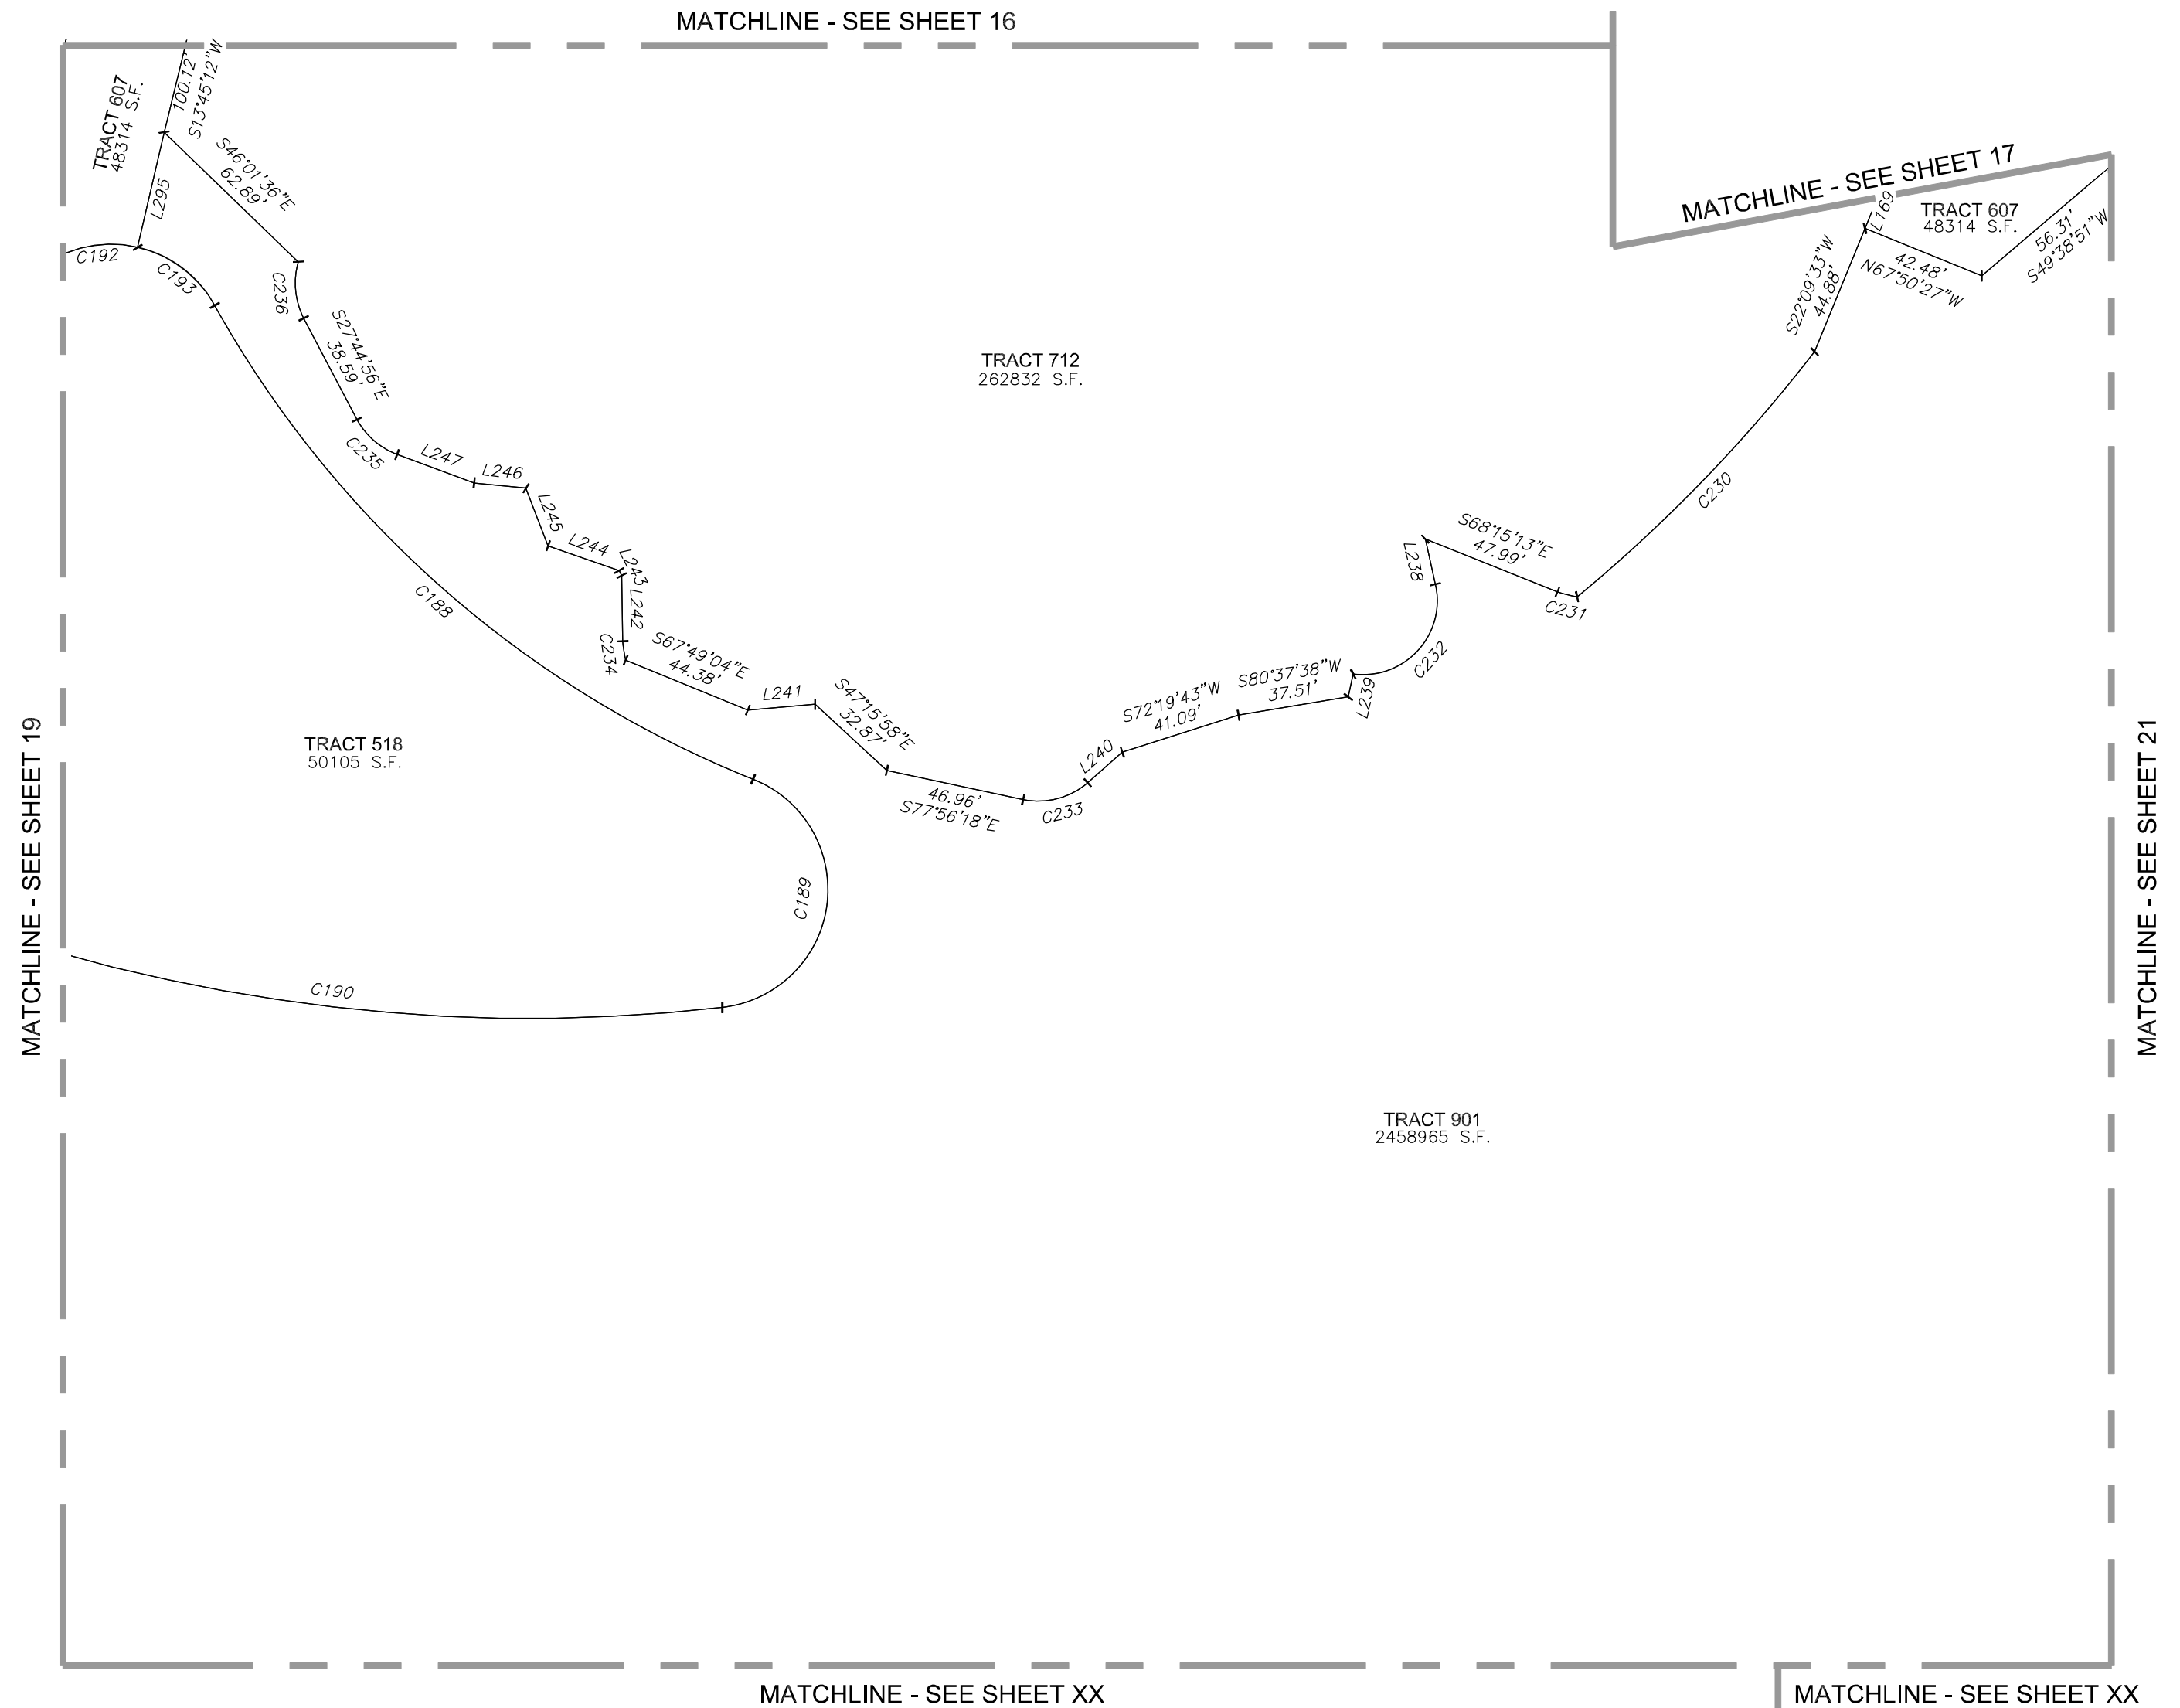 MATCHLINE - SEE SHEET 16
TRACT 607
48314 S.F.
100.12'
S13°45'12"W
S46°01'36"E
62.89'
L295
C192
C193
C236
S27°44'56"E
38.59'
C235
L247
L246
L245
L244
L243
L242
C234
S67°49'04"E
44.38'
L241
S47°15'58"E
32.87'
46.96'
S77°56'18"E
C233
L240
S72°19'43"W
41.09'
S80°37'38"W
37.51'
L239
C232
L238
S68°15'13"E
47.99'
C231
C230
S22°09'33"W
44.88'
L169
MATCHLINE - SEE SHEET 17
TRACT 607
48314 S.F.
42.48'
N67°50'27"W
56.31'
S49°38'51"W
TRACT 712
262832 S.F.
C188
TRACT 518
50105 S.F.
C189
C190
TRACT 901
2458965 S.F.
MATCHLINE - SEE SHEET 19
MATCHLINE - SEE SHEET 21
MATCHLINE - SEE SHEET XX
MATCHLINE - SEE SHEET XX